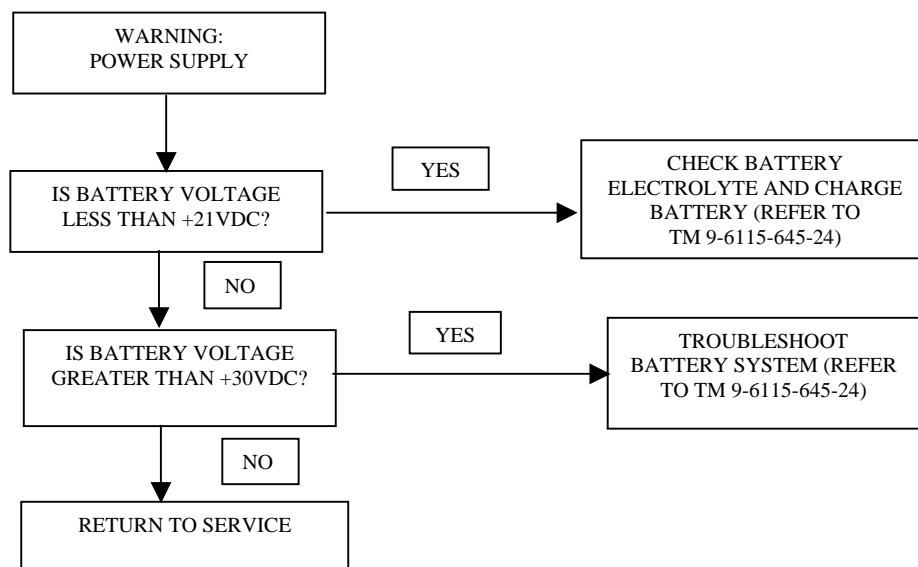 WARNING:
POWER SUPPLY
IS BATTERY VOLTAGE
LESS THAN +21VDC?
YES
CHECK BATTERY
ELECTROLYTE AND CHARGE
BATTERY (REFER TO
TM 9-6115-645-24)
NO
IS BATTERY VOLTAGE
GREATER THAN +30VDC?
YES
TROUBLESHOOT
BATTERY SYSTEM (REFER
TO TM 9-6115-645-24)
NO
RETURN TO SERVICE